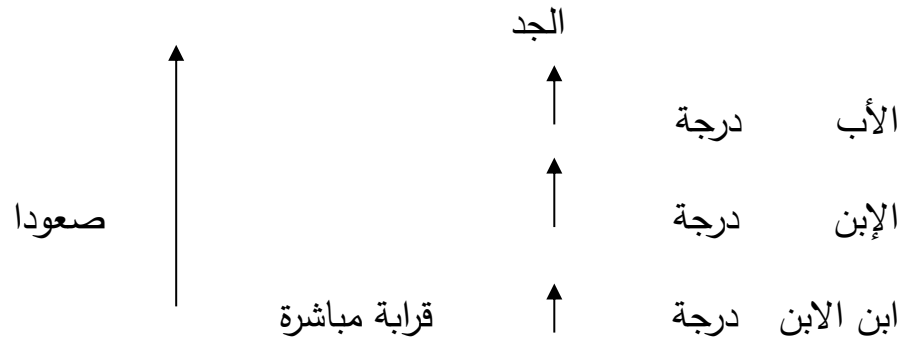 الجد
الأب درجة
الإبن درجة صعودا
ابن الابن درجة قرابة مباشرة